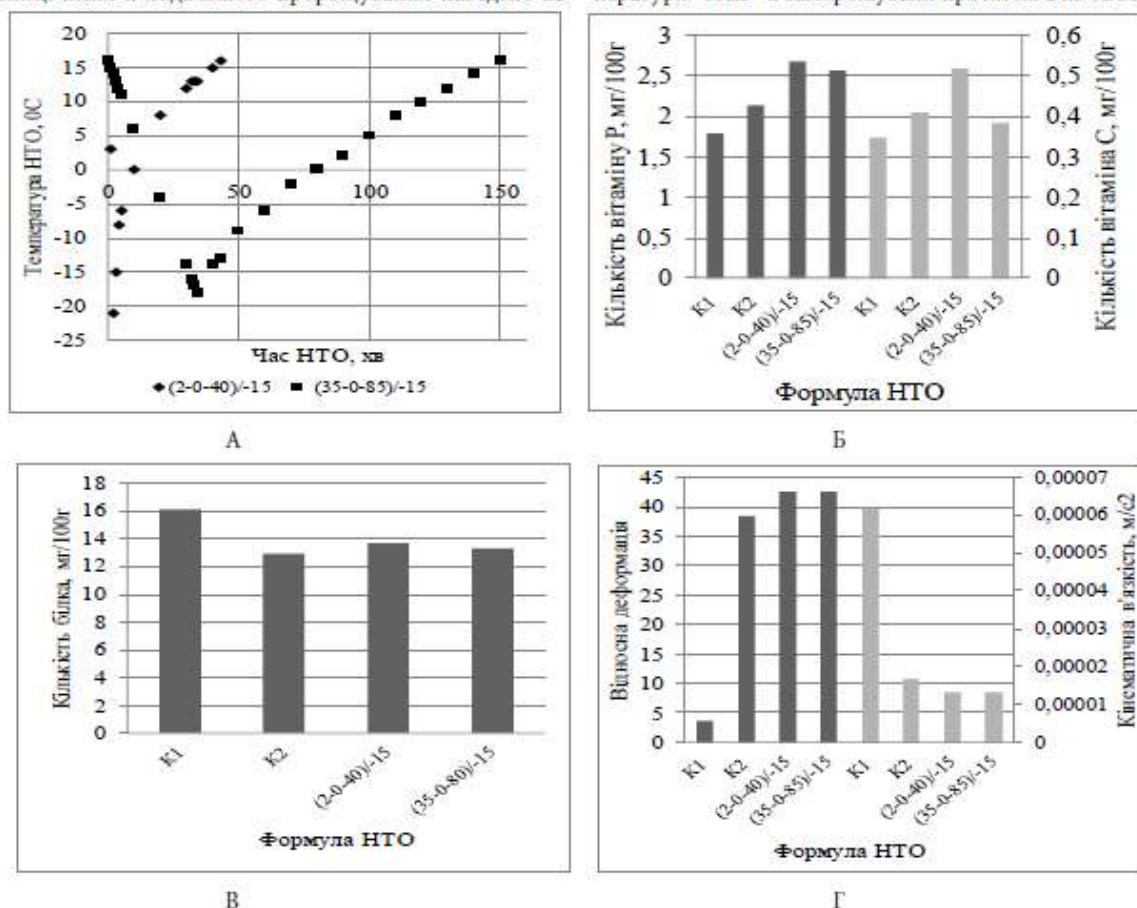 20
15
10
5
0
-5
-10
-15
-20
-25
Температура НТО, 0С
0 50 100 150
Час НТО, хв
(2-0-40)/-15 (35-0-85)/-15
А
3
2,5
2
1,5
1
0,5
0
Кількість вітаміну Р, мг/100г
0,6
0,5
0,4
0,3
0,2
0,1
0
Кількість вітаміна С, мг/100г
К1 К2 (2-0-40)/-15 (35-0-85)/-15 К1 К2 (2-0-40)/-15 (35-0-85)/-15
Формула НТО
Б
18
16
14
12
10
8
6
4
2
0
Кількість білка, мг/100г
К1 К2 (2-0-40)/-15 (35-0-80)/-15
Формула НТО
В
45
40
35
30
25
20
15
10
5
0
Відносна деформація
0,00007
0,00006
0,00005
0,00004
0,00003
0,00002
0,00001
0
Кінематична в'язкість, м/с2
К1 К2 (2-0-40)/-15 (35-0-85)/-15 К1 К2 (2-0-40)/-15 (35-0-85)/-15
Формула НТО
Г